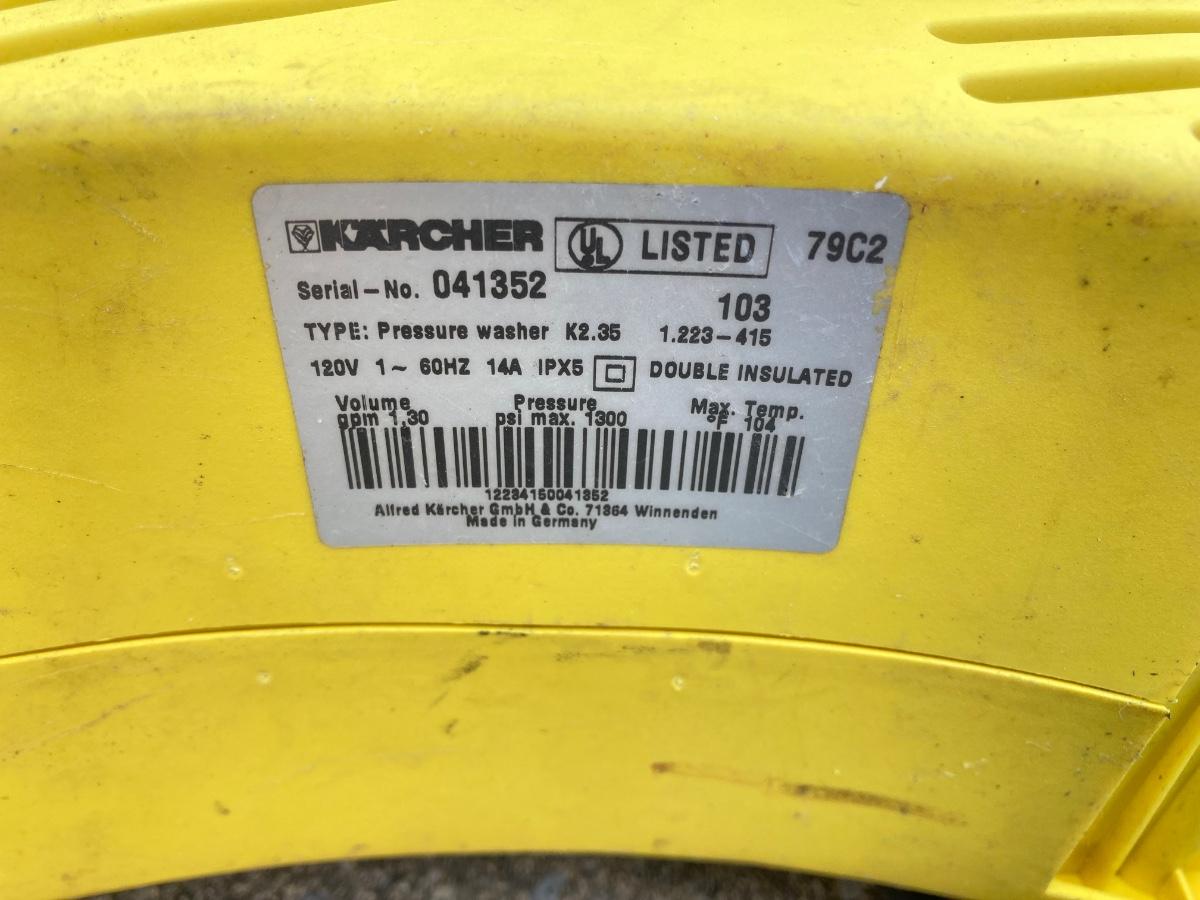 KÄRCHER UL LISTED 79C2
Serial-No. 041352 103
TYPE: Pressure washer K2.35 1.223-415
120V 1~ 60HZ 14A IPX5 DOUBLE INSULATED
Volume Pressure Max. Temp.
gpm 1,30 psi max. 1300 °F 104
12234150041352
Alfred Kärcher GmbH & Co. 71364 Winnenden
Made in Germany